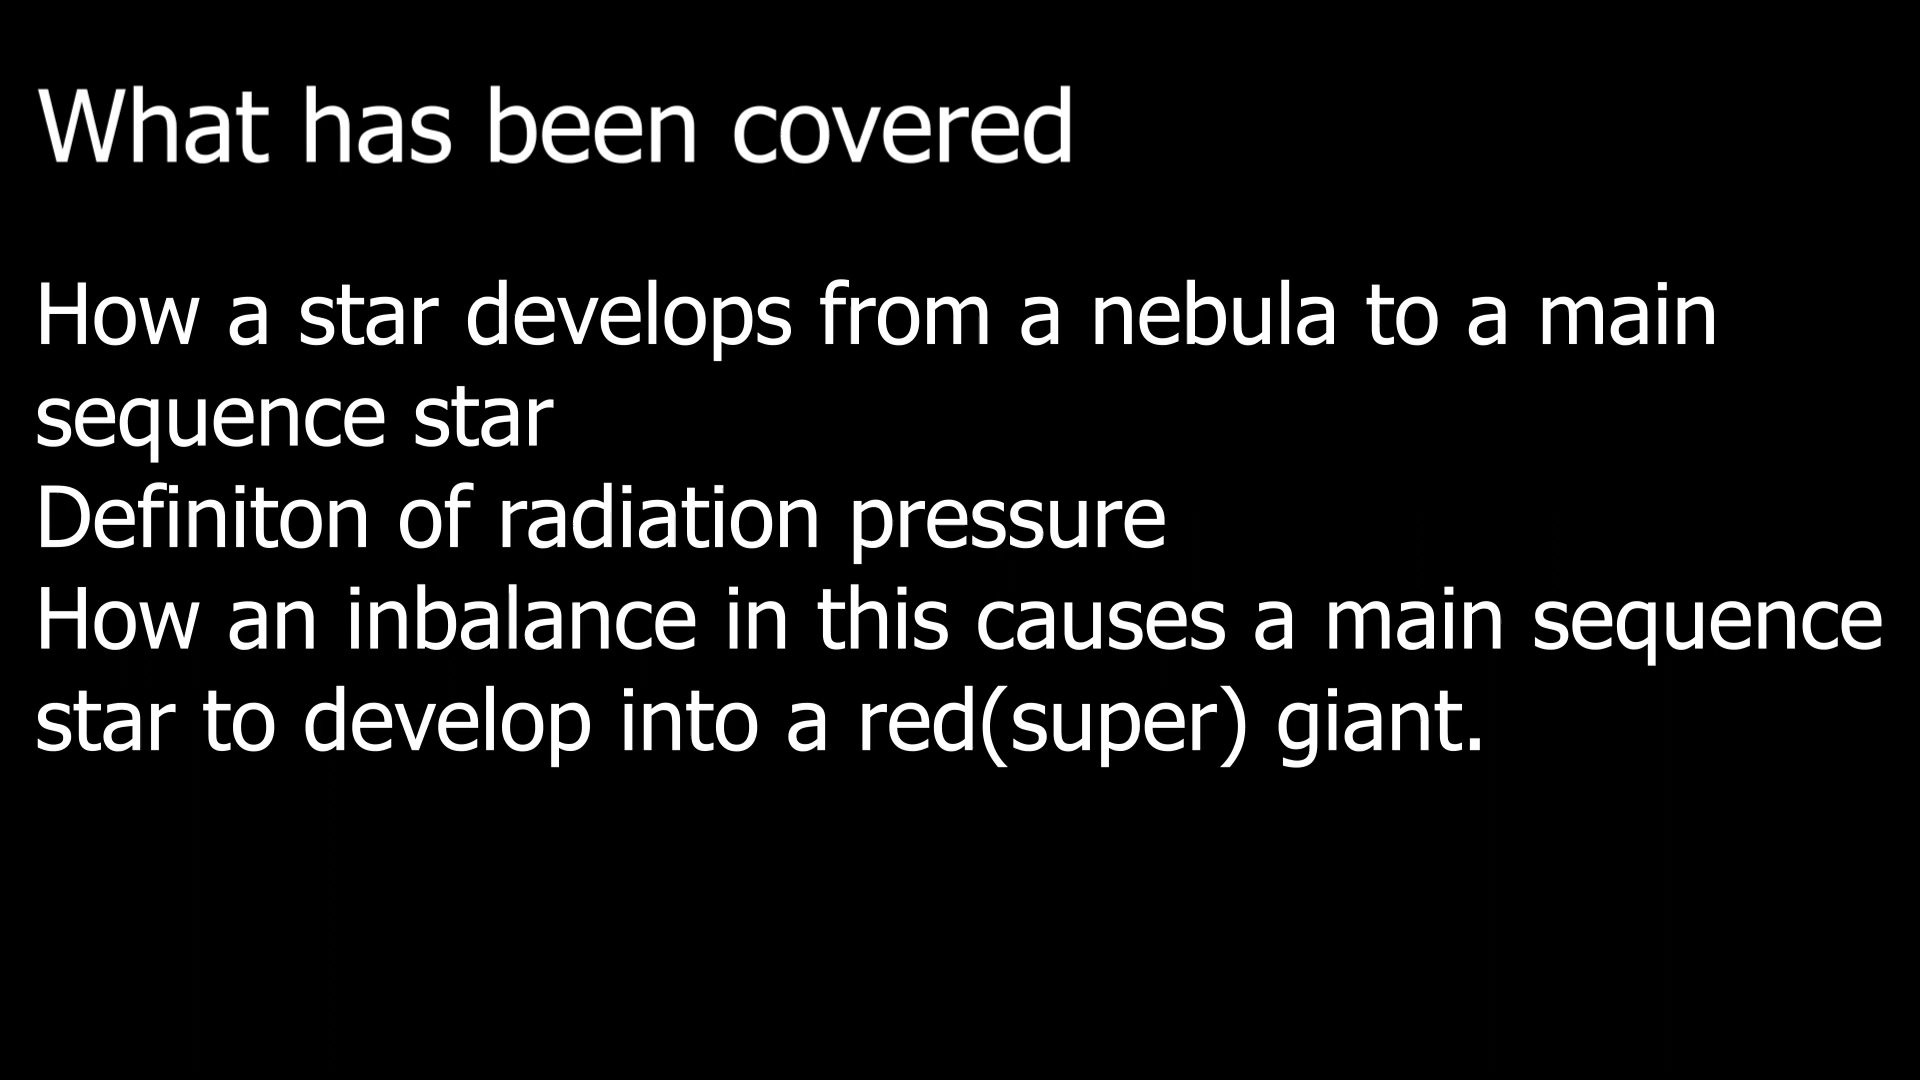 What has been covered
How a star develops from a nebula to a main
sequence star
Definiton of radiation pressure
How an inbalance in this causes a main sequence
star to develop into a red(super) giant.